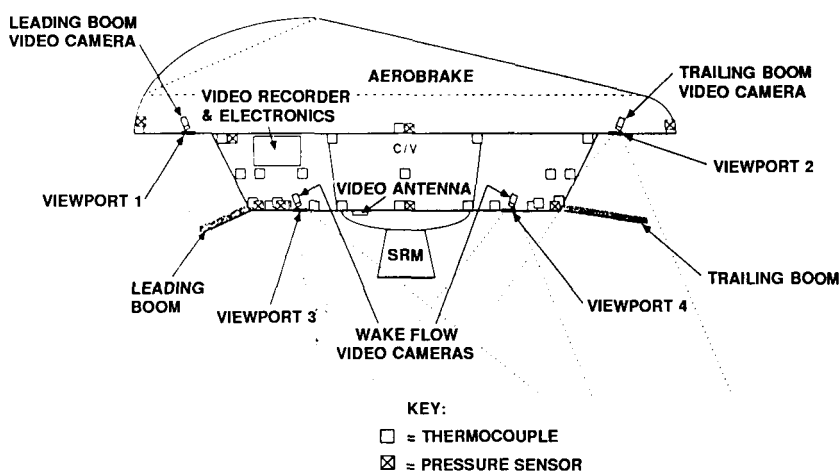 LEADING BOOM
VIDEO CAMERA
AEROBRAKE
TRAILING BOOM
VIDEO CAMERA
VIDEO RECORDER
& ELECTRONICS
C/V
VIEWPORT 1
VIDEO ANTENNA
VIEWPORT 2
SRM
LEADING
BOOM
VIEWPORT 3
TRAILING BOOM
VIEWPORT 4
WAKE FLOW
VIDEO CAMERAS
KEY:
= THERMOCOUPLE
= PRESSURE SENSOR